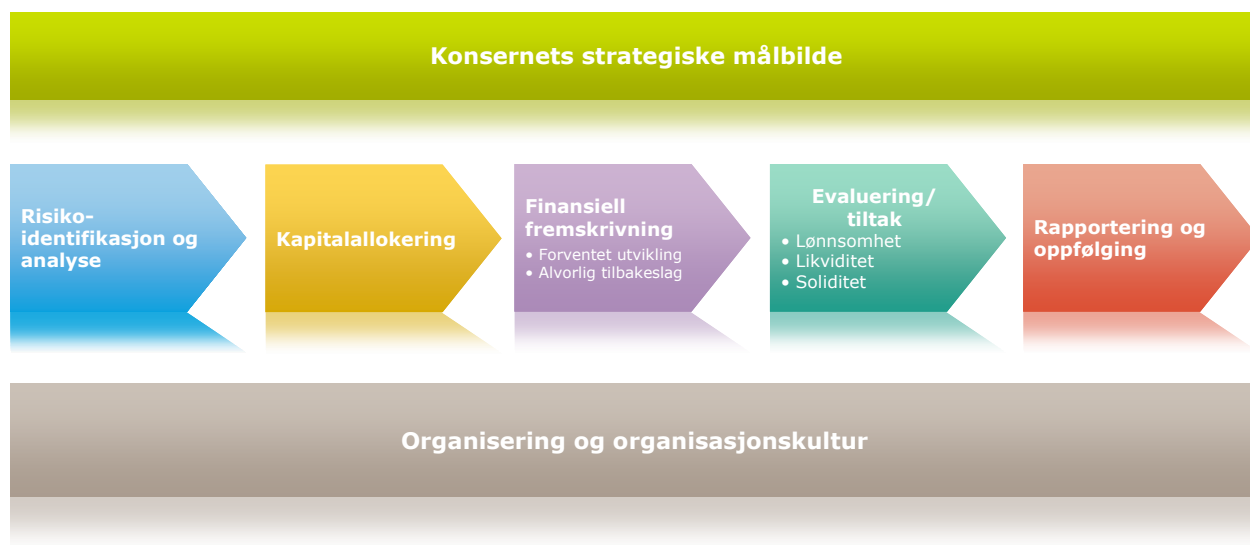 Konsernets strategiske målbilde
Risiko-
identifikasjon og
analyse
Kapitalallokering
Finansiell
fremskrivning
• Forventet utvikling
• Alvorlig tilbakeslag
Evaluering/
tiltak
• Lønnsomhet
• Likviditet
• Soliditet
Rapportering og
oppfølging
Organisering og organisasjonskultur